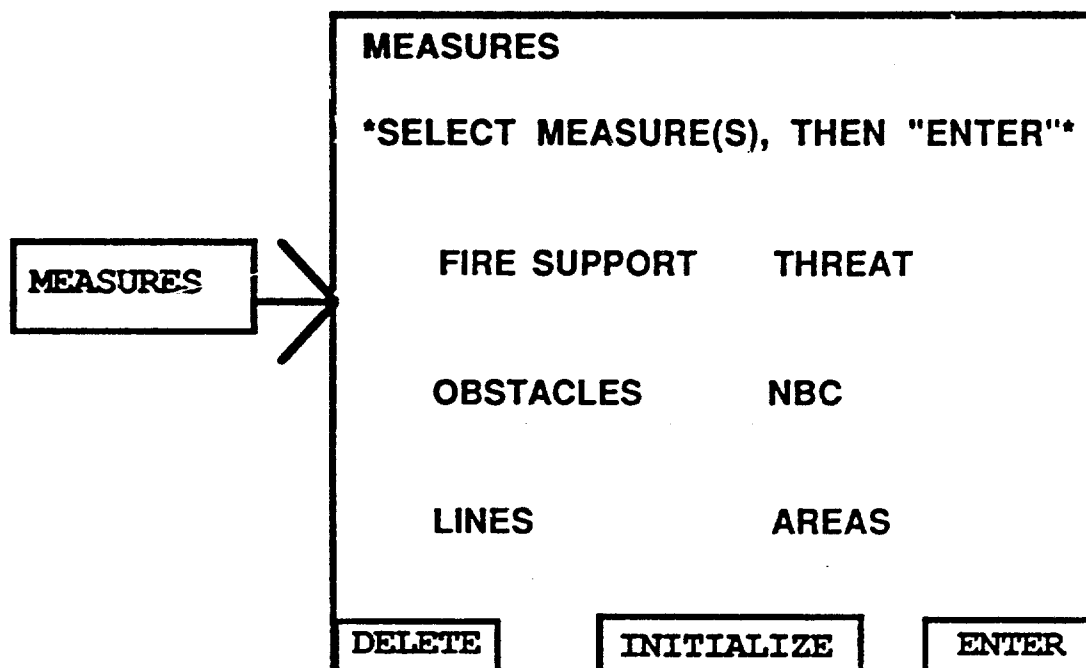 MEASURES
*SELECT MEASURE(S), THEN "ENTER"*
MEASURES
FIRE SUPPORT THREAT
OBSTACLES NBC
LINES AREAS
DELETE INITIALIZE ENTER